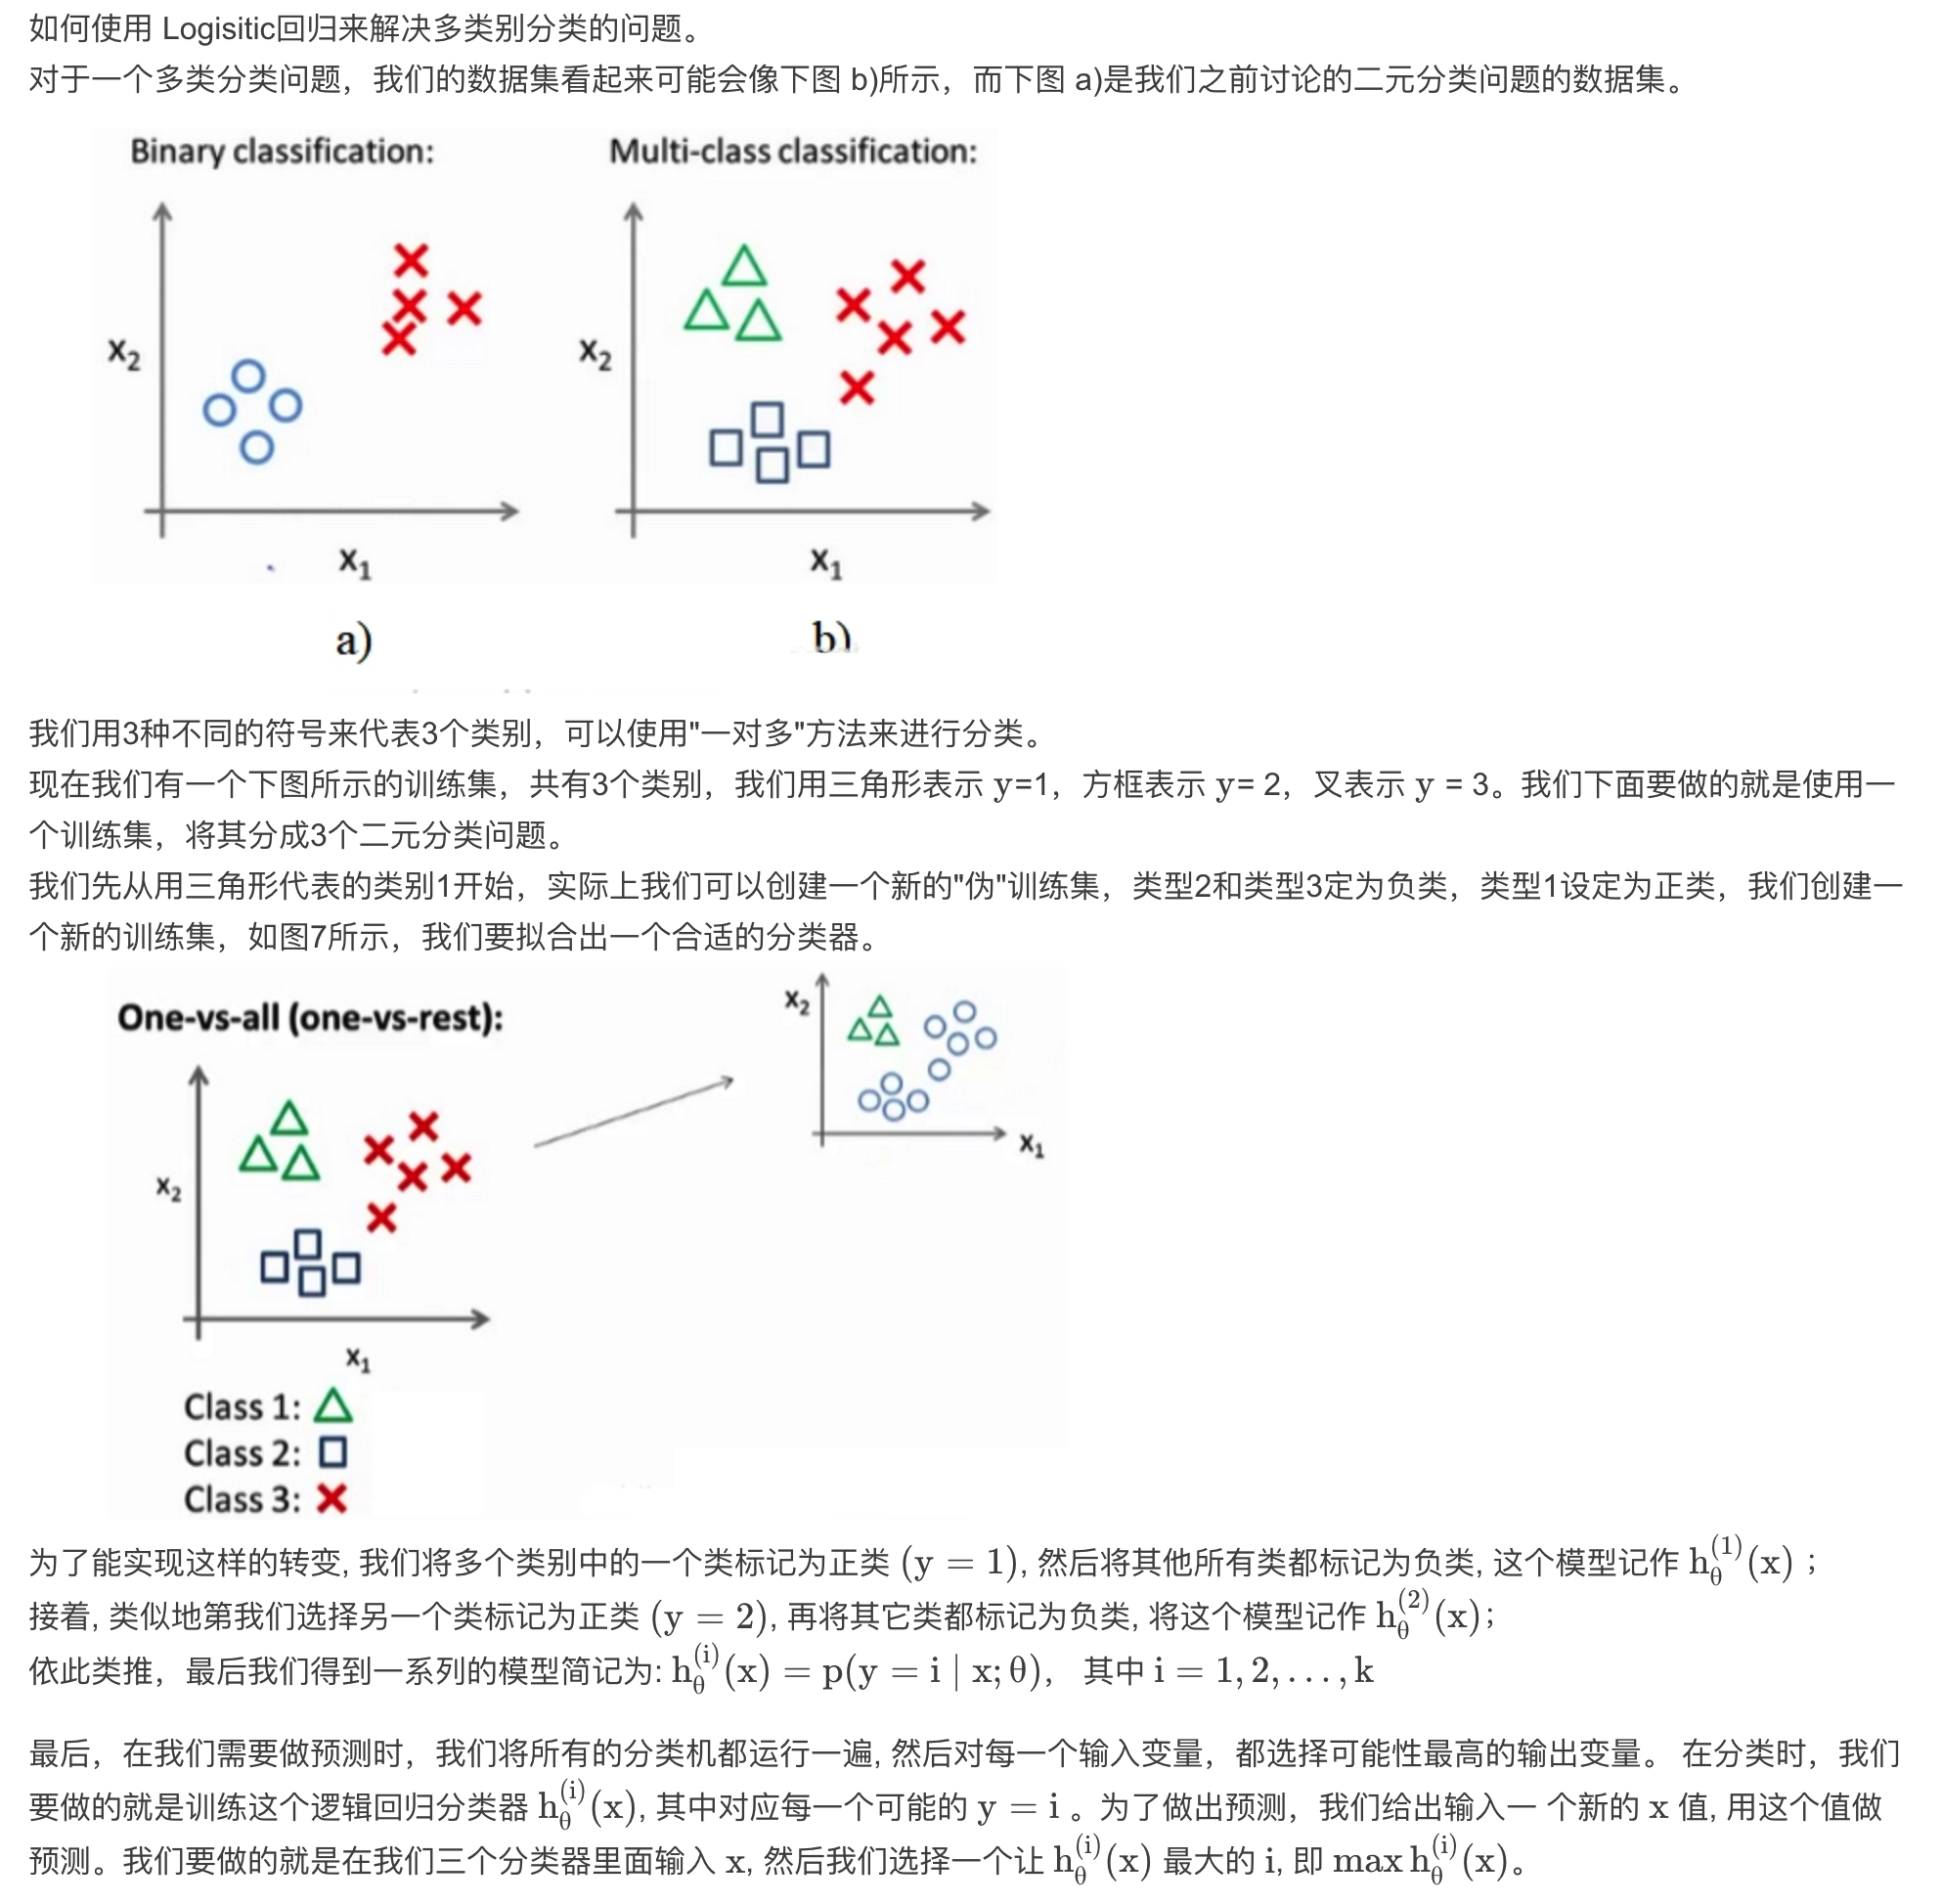 如何使用 Logisitic回归来解决多类别分类的问题。
对于一个多类分类问题，我们的数据集看起来可能会像下图 b)所示，而下图 a)是我们之前讨论的二元分类问题的数据集。
Binary classification:
Multi-class classification:
x₂
x₂
x₁
x₁
a)
b)
我们用3种不同的符号来代表3个类别，可以使用"一对多"方法来进行分类。
现在我们有一个下图所示的训练集，共有3个类别，我们用三角形表示 y=1，方框表示 y= 2，叉表示 y = 3。我们下面要做的就是使用一
个训练集，将其分成3个二元分类问题。
我们先从用三角形代表的类别1开始，实际上我们可以创建一个新的"伪"训练集，类型2和类型3定为负类，类型1设定为正类，我们创建一
个新的训练集，如图7所示，我们要拟合出一个合适的分类器。
One-vs-all (one-vs-rest):
x₂
x₁
x₂
x₁
Class 1:
Class 2:
Class 3:
为了能实现这样的转变, 我们将多个类别中的一个类标记为正类 (y = 1), 然后将其他所有类都标记为负类, 这个模型记作 h_θ^(1)(x) ；
接着, 类似地第我们选择另一个类标记为正类 (y = 2), 再将其它类都标记为负类, 将这个模型记作 h_θ^(2)(x)；
依此类推，最后我们得到一系列的模型简记为: h_θ^(i)(x) = p(y = i | x; θ)， 其中 i = 1, 2, . . . , k
最后，在我们需要做预测时，我们将所有的分类机都运行一遍, 然后对每一个输入变量，都选择可能性最高的输出变量。 在分类时，我们
要做的就是训练这个逻辑回归分类器 h_θ^(i)(x), 其中对应每一个可能的 y = i 。为了做出预测，我们给出输入一 个新的 x 值, 用这个值做
预测。我们要做的就是在我们三个分类器里面输入 x, 然后我们选择一个让 h_θ^(i)(x) 最大的 i, 即 max h_θ^(i)(x)。